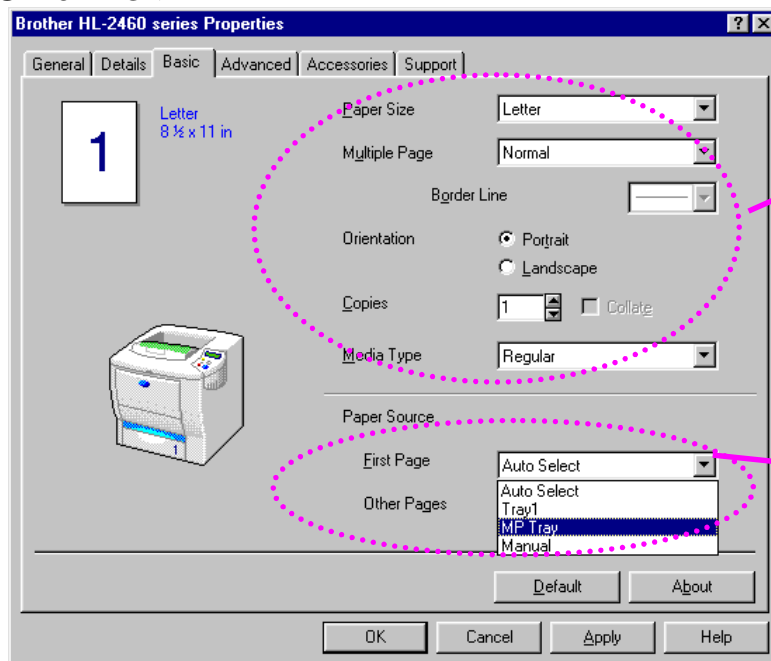 Brother HL-2460 series Properties
General Details Basic Advanced Accessories Support
1
Letter
8 ½ x 11 in
Paper Size Letter
Multiple Page Normal
Border Line
Orientation Portrait
Landscape
Copies 1 Collate
Media Type Regular
Paper Source
First Page Auto Select
Other Pages Auto Select
Tray1
MP Tray
Manual
1
Default About
OK Cancel Apply Help